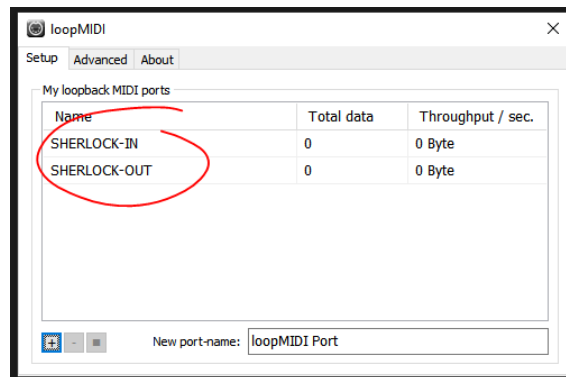 loopMIDI
Setup Advanced About
My loopback MIDI ports
Name Total data Throughput / sec.
SHERLOCK-IN 0 0 Byte
SHERLOCK-OUT 0 0 Byte
New port-name: loopMIDI Port